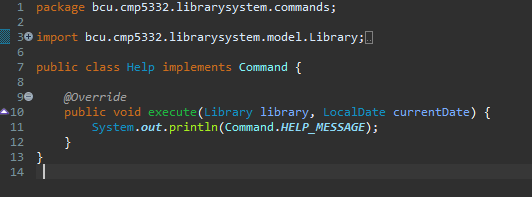 1 package bcu.cmp5332.librarysystem.commands;
2
3 import bcu.cmp5332.librarysystem.model.Library;
6
7 public class Help implements Command {
8
9 @Override
10 public void execute(Library library, LocalDate currentDate) {
11 System.out.println(Command.HELP_MESSAGE);
12 }
13 }
14